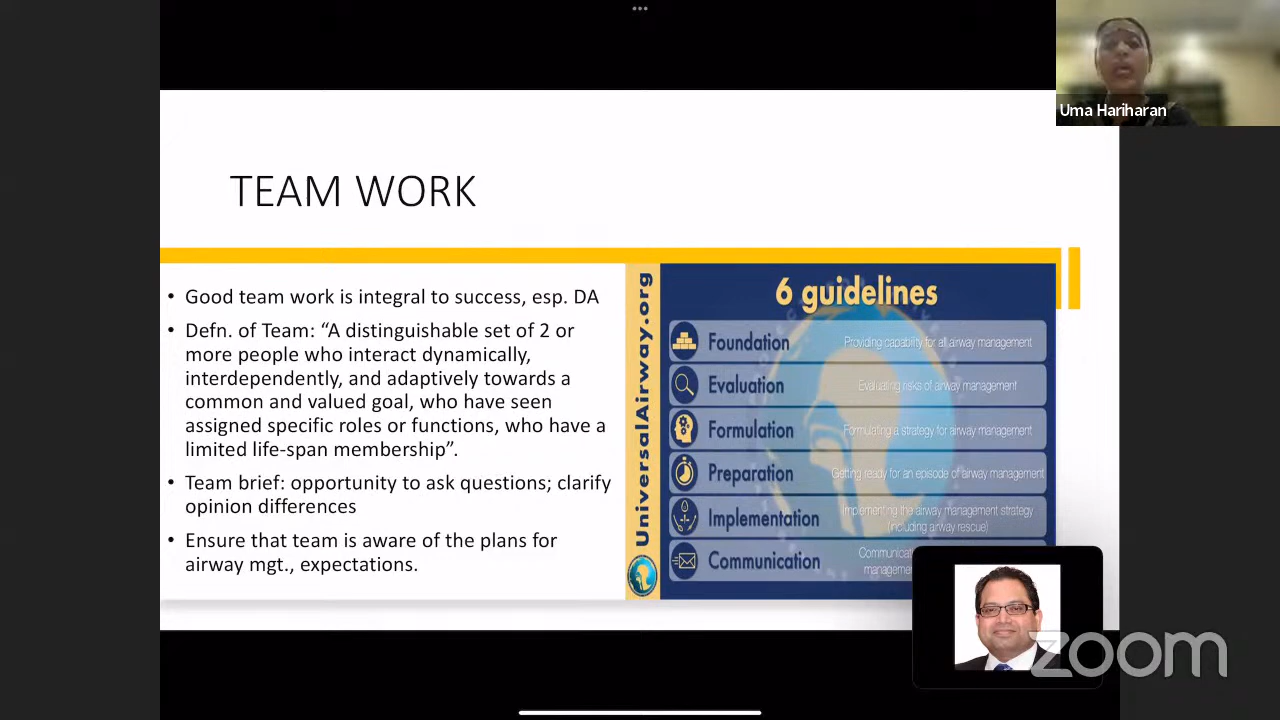 Uma Hariharan
TEAM WORK
• Good team work is integral to success, esp. DA
• Defn. of Team: “A distinguishable set of 2 or
more people who interact dynamically,
interdependently, and adaptively towards a
common and valued goal, who have seen
assigned specific roles or functions, who have a
limited life-span membership”.
• Team brief: opportunity to ask questions; clarify
opinion differences
• Ensure that team is aware of the plans for
airway mgt., expectations.
UniversalAirway.org
6 guidelines
Foundation
Providing capability for all airway management
Evaluation
Evaluating risks of airway management
Formulation
Formulating a strategy for airway management
Preparation
Getting ready for an episode of airway management
Implementation
Implementing the airway management strategy
(including airway rescue)
Communication
zoom